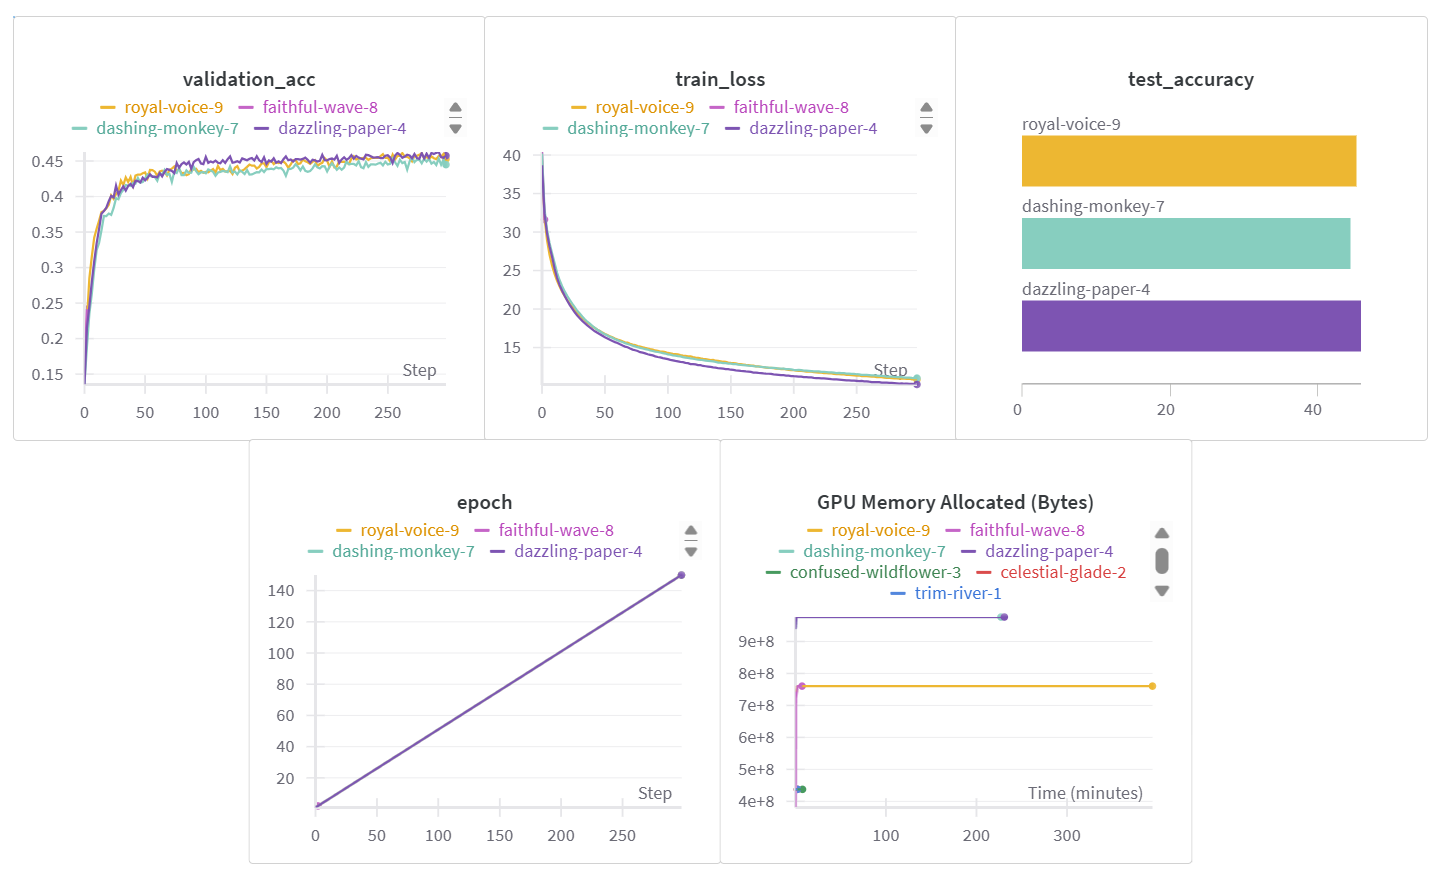 validation_acc
royal-voice-9 faithful-wave-8
dashing-monkey-7 dazzling-paper-4
0.45
0.4
0.35
0.3
0.25
0.2
0.15
Step
0 50 100 150 200 250
train_loss
royal-voice-9 faithful-wave-8
dashing-monkey-7 dazzling-paper-4
40
35
30
25
20
15
Step
0 50 100 150 200 250
test_accuracy
royal-voice-9
dashing-monkey-7
dazzling-paper-4
0 20 40
epoch
royal-voice-9 faithful-wave-8
dashing-monkey-7 dazzling-paper-4
140
120
100
80
60
40
20
Step
0 50 100 150 200 250
GPU Memory Allocated (Bytes)
royal-voice-9 faithful-wave-8
dashing-monkey-7 dazzling-paper-4
confused-wildflower-3 celestial-glade-2
trim-river-1
9e+8
8e+8
7e+8
6e+8
5e+8
4e+8
Time (minutes)
100 200 300